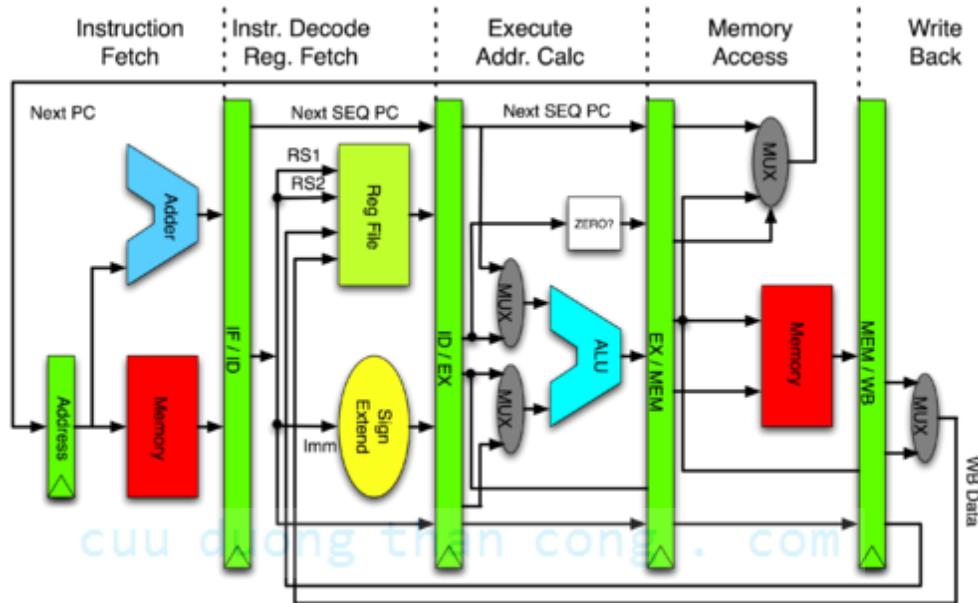 Instruction
Fetch
Instr. Decode
Reg. Fetch
Execute
Addr. Calc
Memory
Access
Write
Back
Next PC
Next SEQ PC
Next SEQ PC
RS1
RS2
Reg File
MUX
Adder
ZERO?
MUX
IF / ID
ID / EX
ALU
EX / MEM
Memory
MEM / WB
Address
Memory
Sign
Extend
Imm
MUX
MUX
WB Data
cuu duong than cong . com